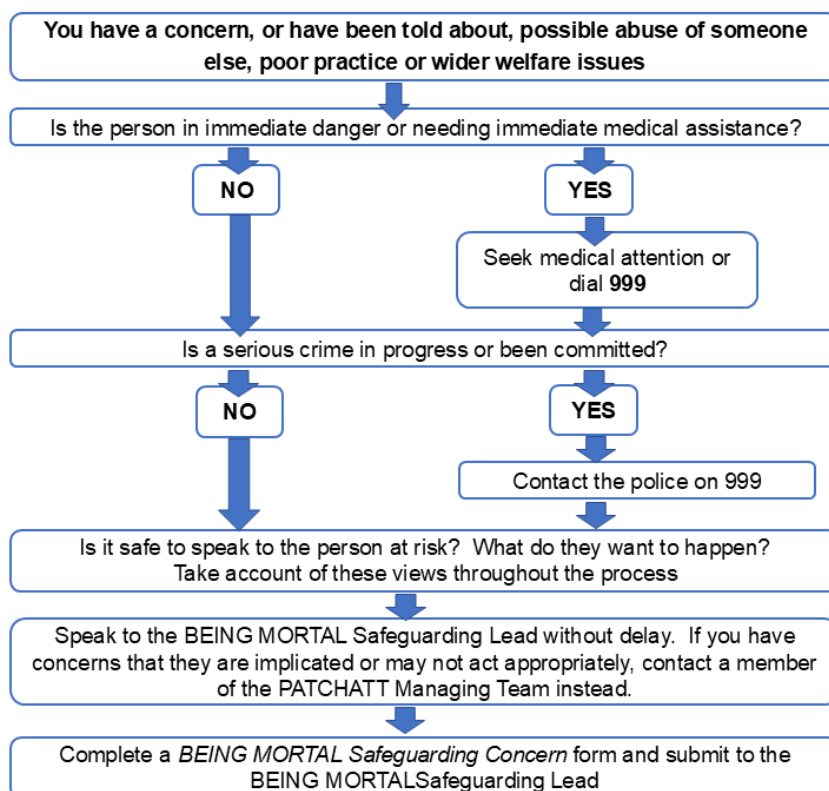 You have a concern, or have been told about, possible abuse of someone
else, poor practice or wider welfare issues
Is the person in immediate danger or needing immediate medical assistance?
NO
YES
Seek medical attention or
dial 999
Is a serious crime in progress or been committed?
NO
YES
Contact the police on 999
Is it safe to speak to the person at risk?  What do they want to happen?
Take account of these views throughout the process
Speak to the BEING MORTAL Safeguarding Lead without delay.  If you have
concerns that they are implicated or may not act appropriately, contact a member
of the PATCHATT Managing Team instead.
Complete a BEING MORTAL Safeguarding Concern form and submit to the
BEING MORTALSafeguarding Lead